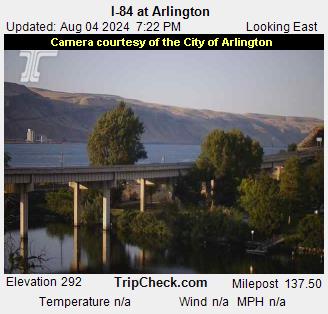 I-84 at Arlington
Updated: Aug 04 2024 7:22 PM Looking East
Camera courtesy of the City of Arlington
Elevation 292 TripCheck.com Milepost 137.50
Temperature n/a Wind n/a MPH n/a